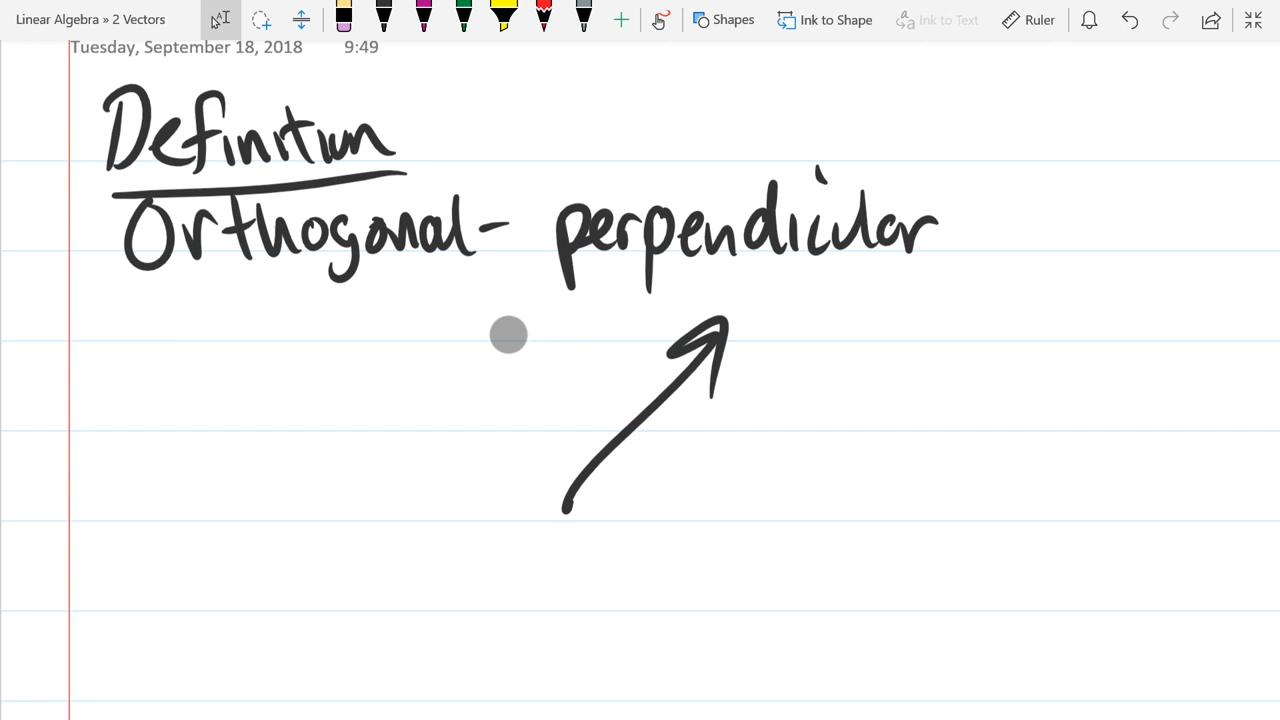 Linear Algebra » 2 Vectors Shapes Ink to Shape Ink to Text Ruler
Tuesday, September 18, 2018 9:49
Definition
Orthogonal- perpendicular